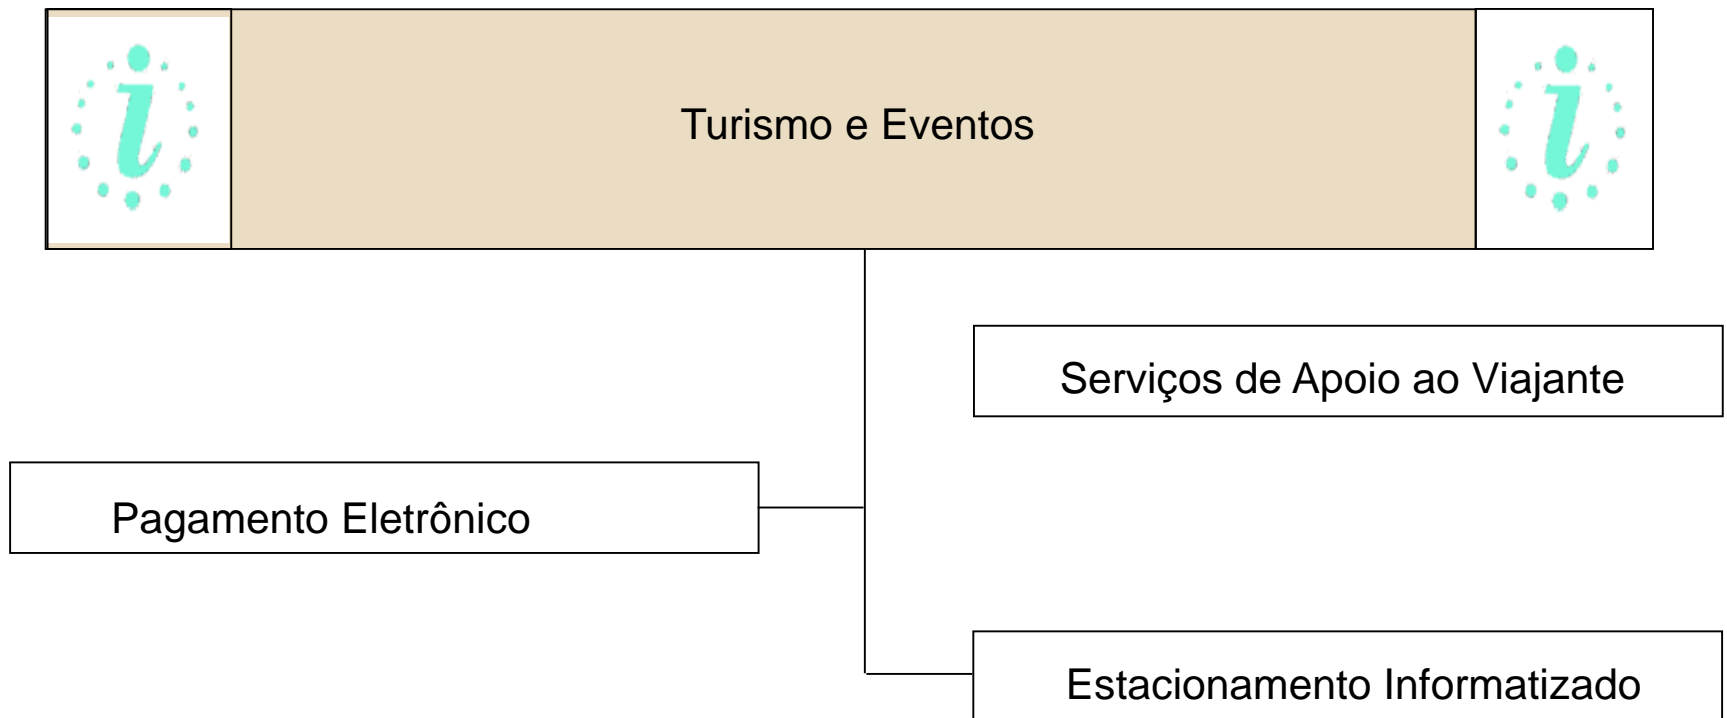 Turismo e Eventos
Serviços de Apoio ao Viajante
Pagamento Eletrônico
Estacionamento Informatizado